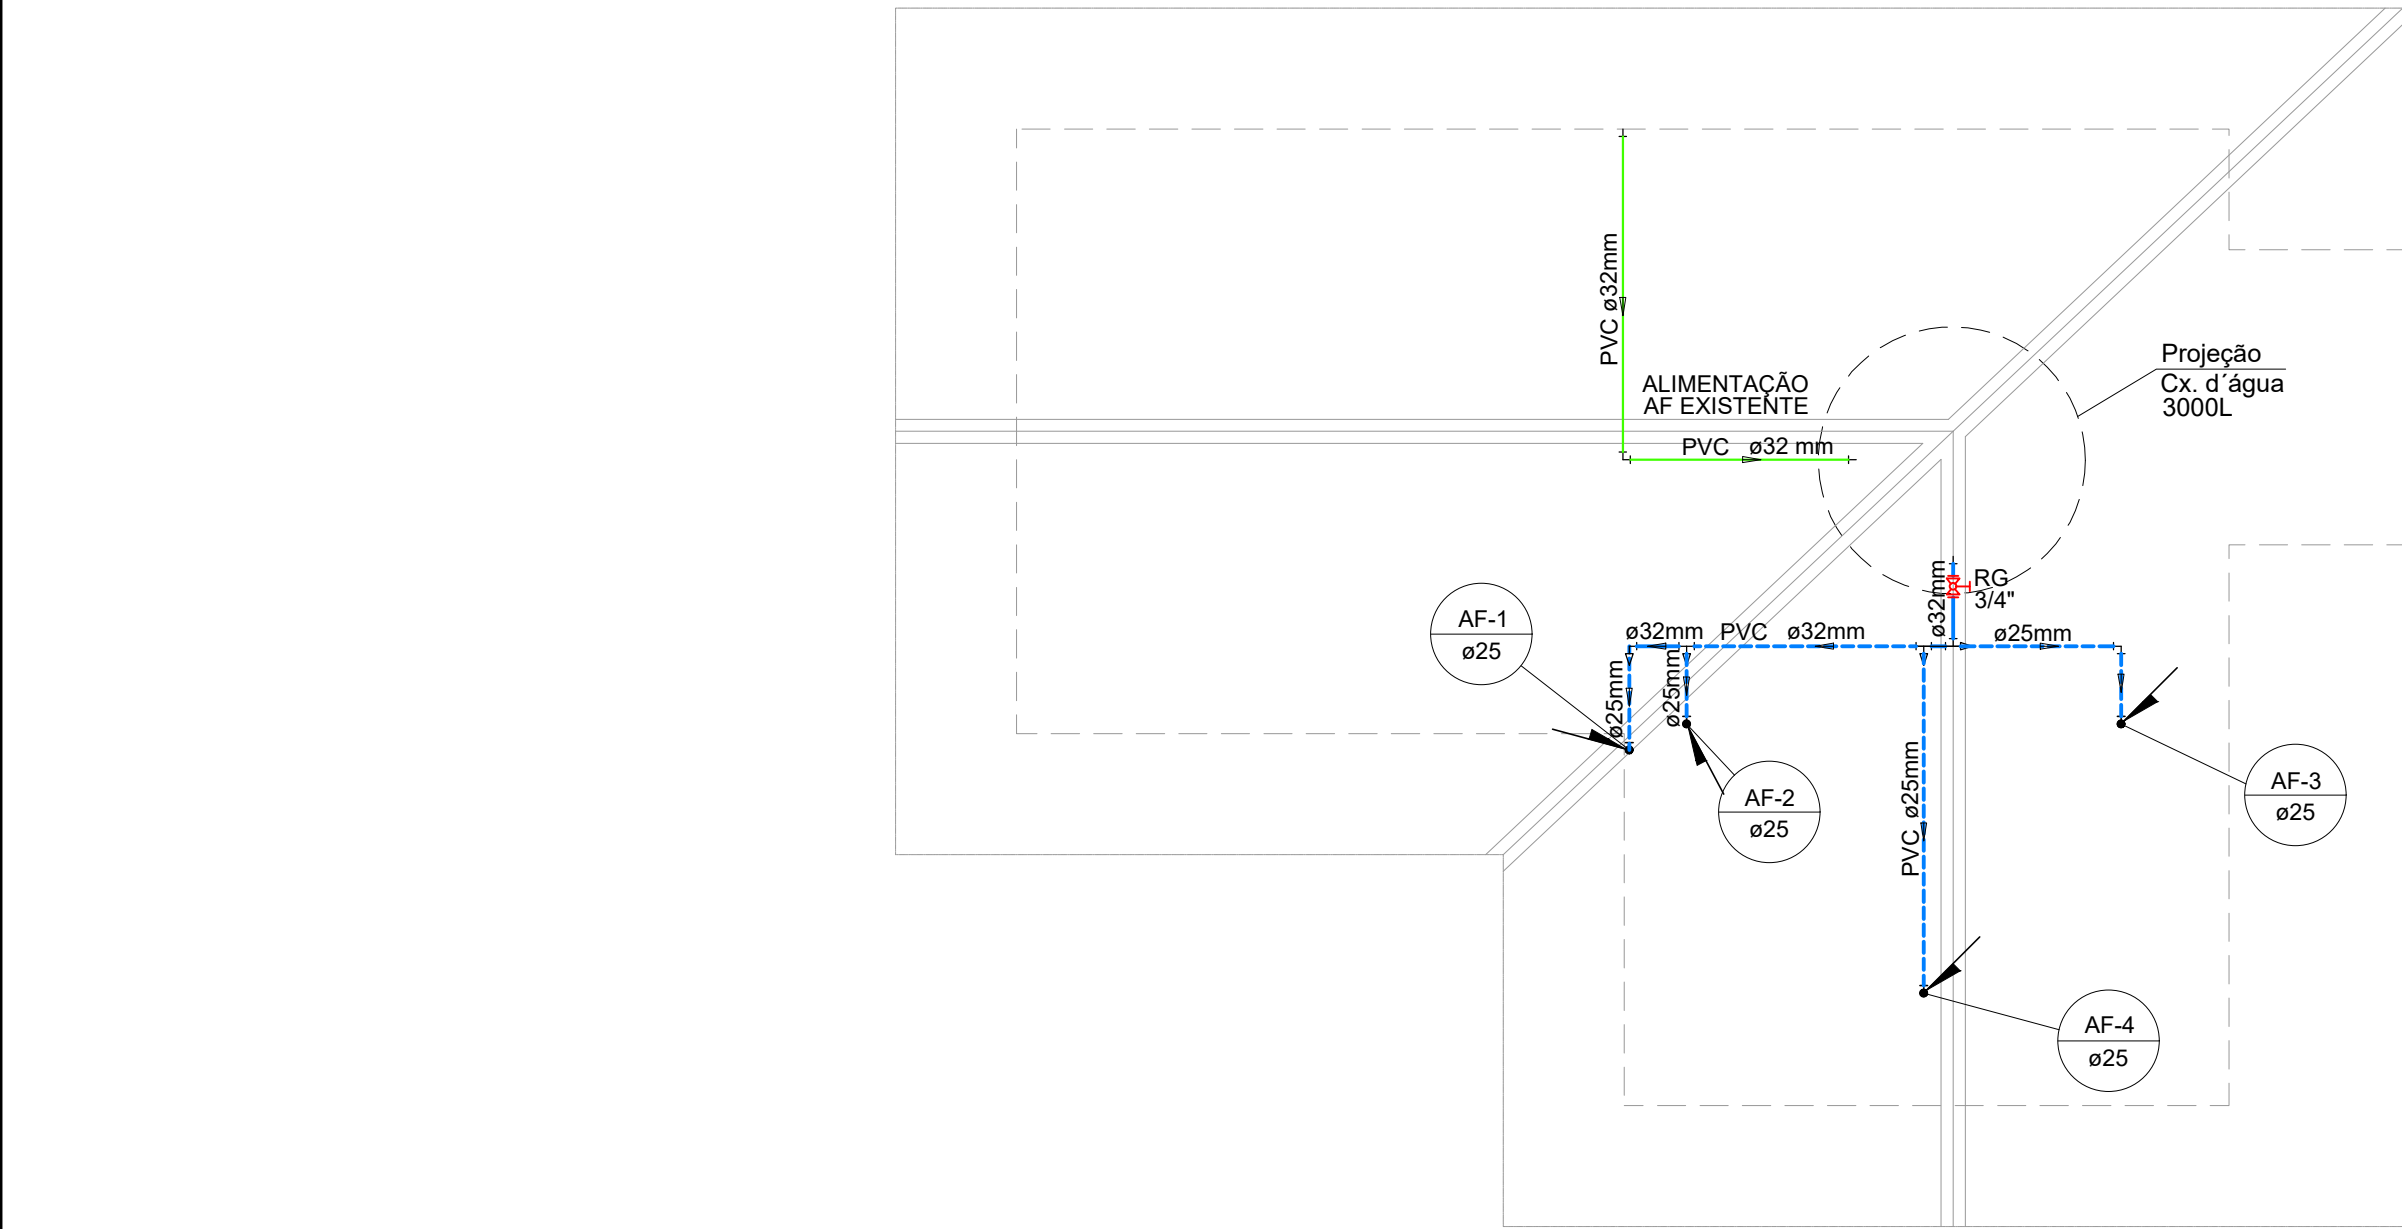 PVC ø32mm
ALIMENTAÇÃO
AF EXISTENTE
PVC ø32 mm
Projeção
Cx. d´água
3000L
RG
3/4"
ø32mm
ø32mm PVC ø32mm
ø25mm
AF-1
ø25
ø25mm
ø25mm
AF-2
ø25
PVC ø25mm
AF-3
ø25
AF-4
ø25